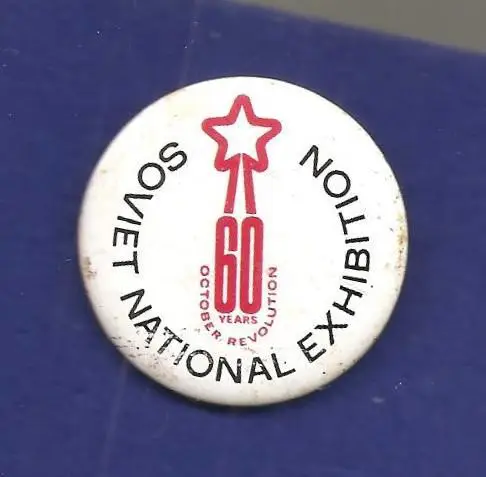 SOVIET NATIONAL EXHIBITION
60
YEARS
OCTOBER REVOLUTION